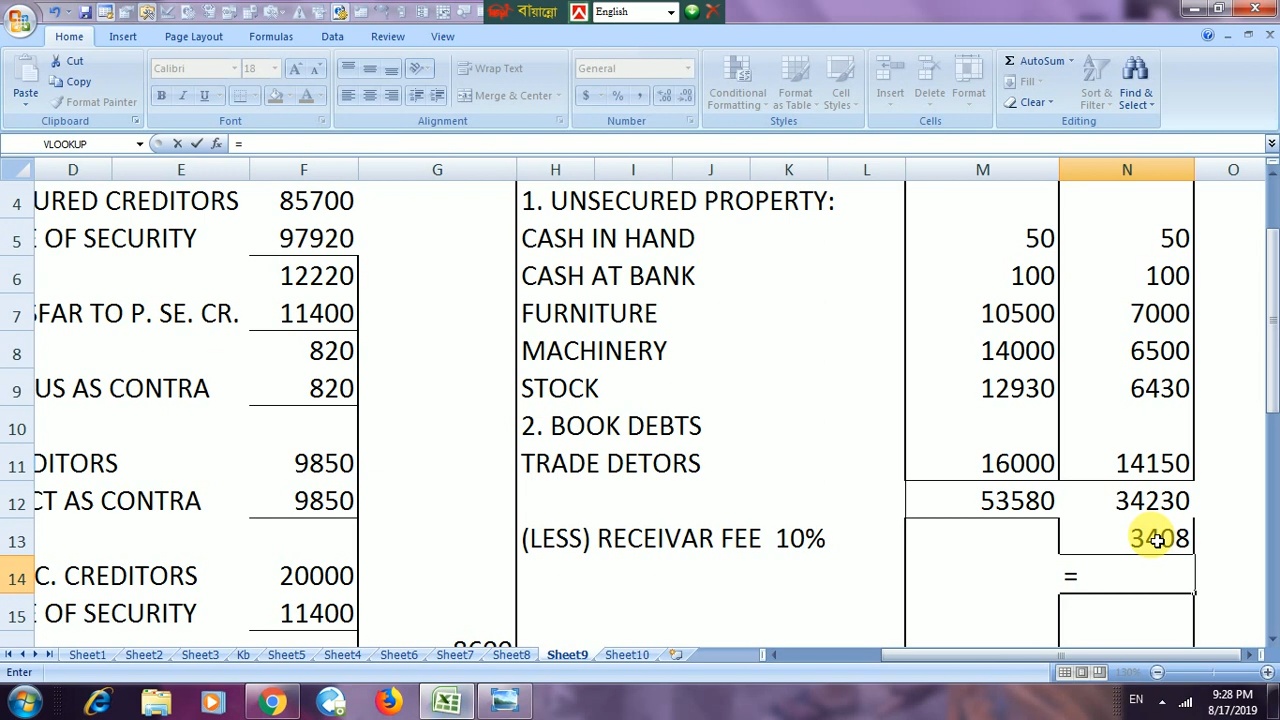 বাঁয়ান্নো
English
Home Insert Page Layout Formulas Data Review View
Paste
Cut
Copy
Format Painter
Clipboard
Calibri 18
B I U
Font
Wrap Text
Merge & Center
Alignment
General
$ % ,
Number
Conditional Formatting
Format as Table
Cell Styles
Styles
Insert
Delete
Format
Cells
AutoSum
Fill
Clear
Sort & Filter
Find & Select
Editing
VLOOKUP =
D E F G H I J K L M N O
4 URED CREDITORS 85700 1. UNSECURED PROPERTY:
5 E OF SECURITY 97920 CASH IN HAND 50 50
6 12220 CASH AT BANK 100 100
7 SFAR TO P. SE. CR. 11400 FURNITURE 10500 7000
8 820 MACHINERY 14000 6500
9 US AS CONTRA 820 STOCK 12930 6430
10 2. BOOK DEBTS
11 DITORS 9850 TRADE DETORS 16000 14150
12 CT AS CONTRA 9850 53580 34230
13 (LESS) RECEIVAR FEE 10% 3408
14 C. CREDITORS 20000 =
15 E OF SECURITY 11400
8600
Sheet1 Sheet2 Sheet3 Kb Sheet5 Sheet4 Sheet6 Sheet7 Sheet8 Sheet9 Sheet10
Enter 130%
EN 9:28 PM
8/17/2019